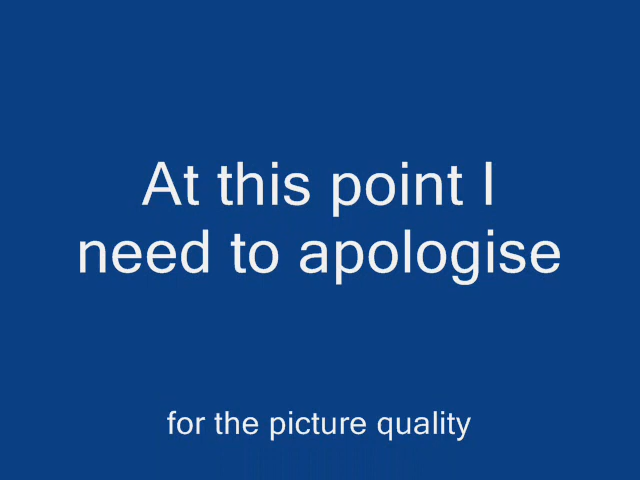 At this point I
need to apologise
for the picture quality